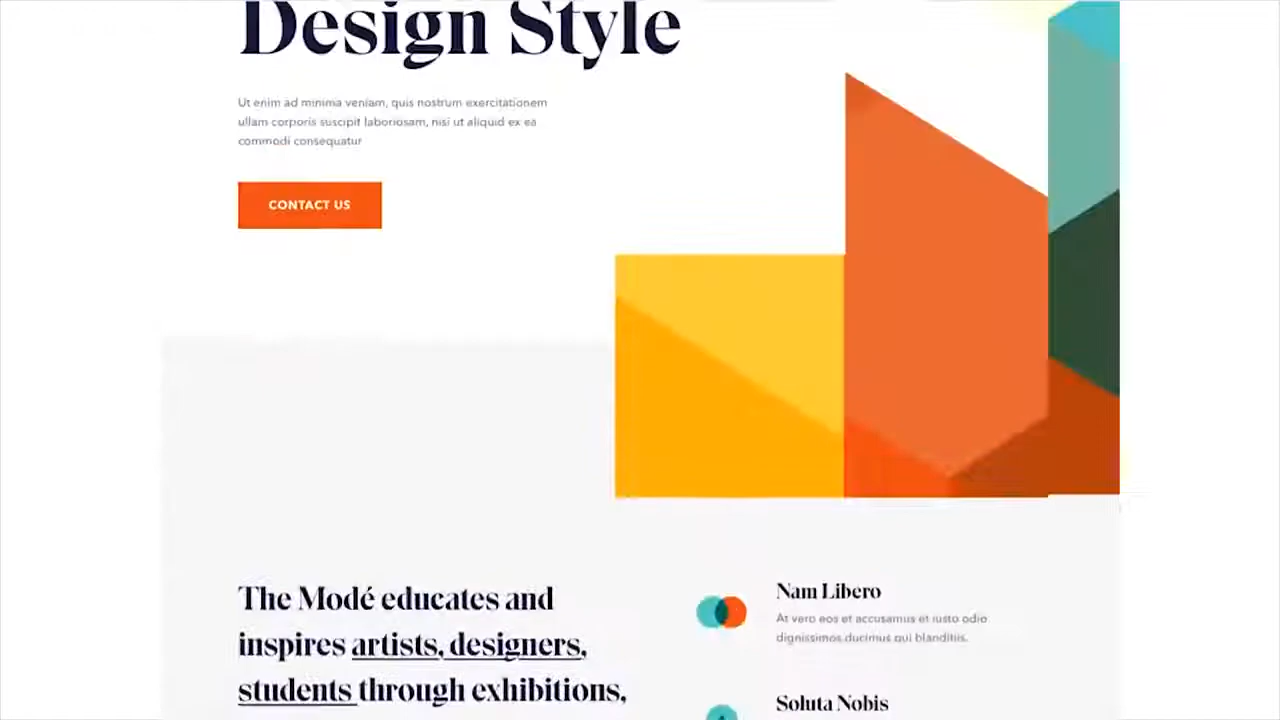 Design Style
Ut enim ad minima veniam, quis nostrum exercitationem
ullam corporis suscipit laboriosam, nisi ut aliquid ex ea
commodi consequatur
CONTACT US
The Modé educates and
inspires artists, designers,
students through exhibitions,
Nam Libero
At vero eos et accusamus et iusto odio
dignissimos ducimus qui blanditiis.
Soluta Nobis